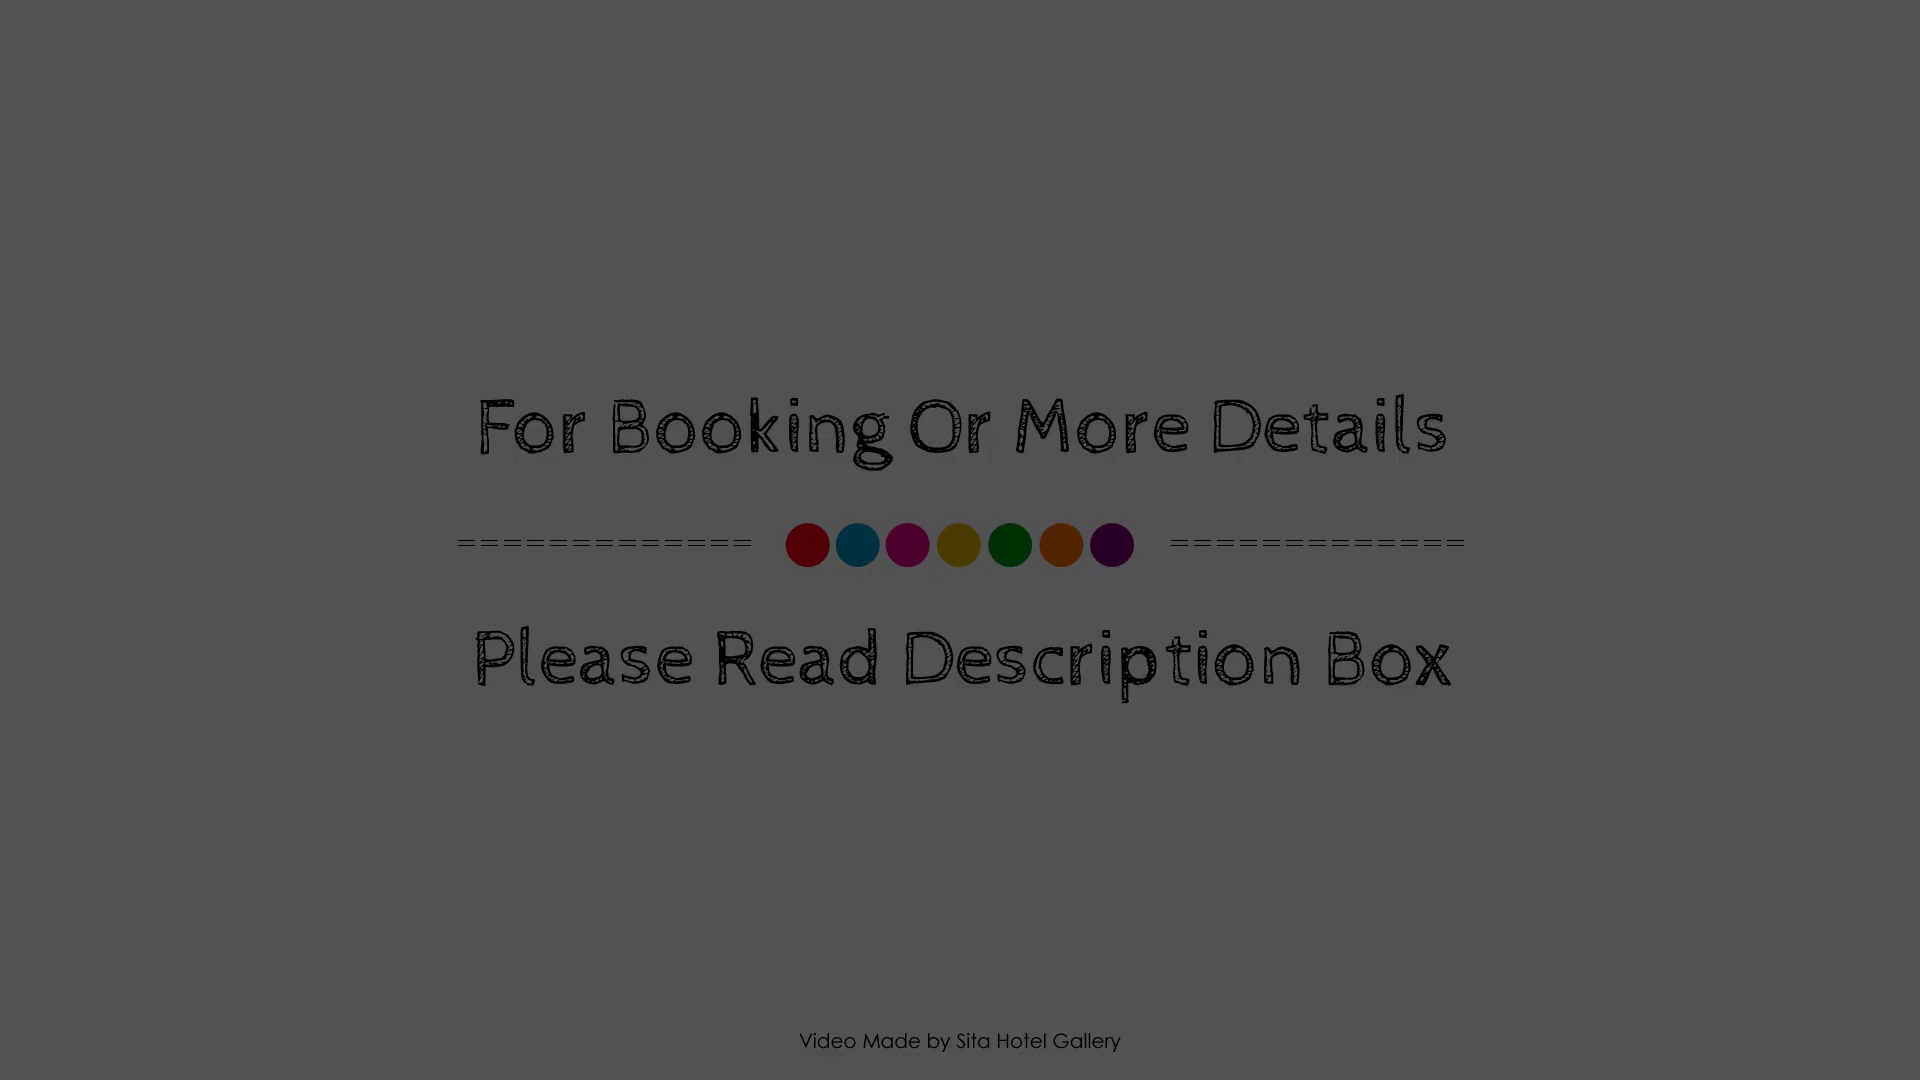 For Booking Or More Details
============= =============
Please Read Description Box
Video Made by Sita Hotel Gallery